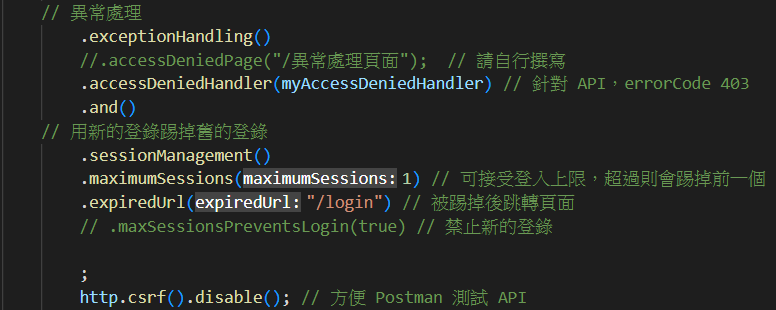 // 異常處理
.exceptionHandling()
//.accessDeniedPage("/異常處理頁面");  // 請自行撰寫
.accessDeniedHandler(myAccessDeniedHandler) // 針對 API，errorCode 403
.and()
// 用新的登錄踢掉舊的登錄
.sessionManagement()
.maximumSessions(maximumSessions: 1) // 可接受登入上限，超過則會踢掉前一個
.expiredUrl(expiredUrl: "/login") // 被踢掉後跳轉頁面
// .maxSessionsPreventsLogin(true) // 禁止新的登錄
;
http.csrf().disable(); // 方便 Postman 測試 API